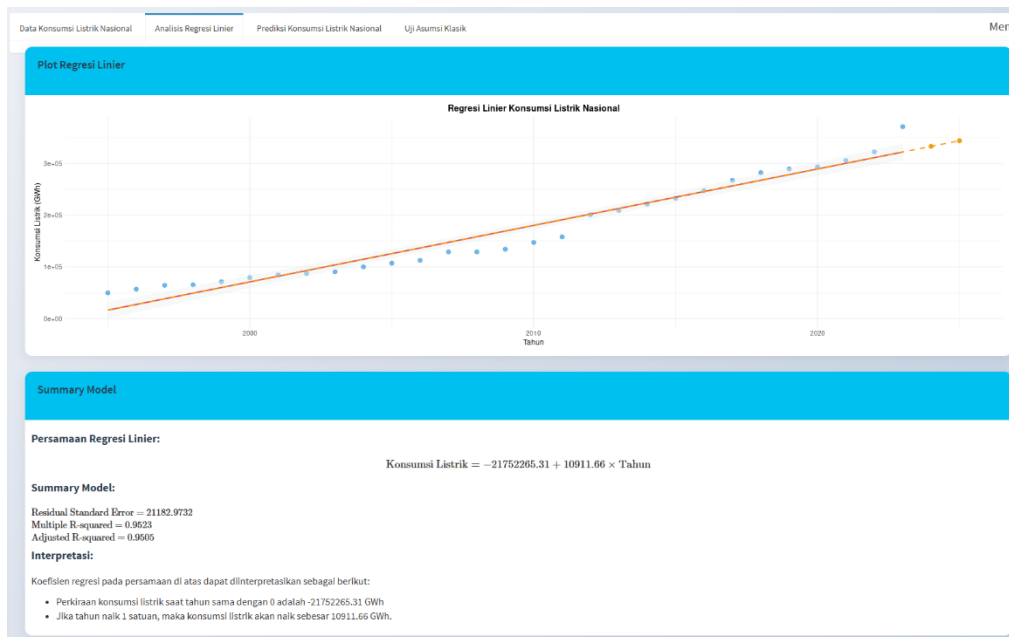 Data Konsumsi Listrik Nasional Analisis Regresi Linier Prediksi Konsumsi Listrik Nasional Uji Asumsi Klasik Men
Plot Regresi Linier
Regresi Linier Konsumsi Listrik Nasional
Konsumsi Listrik (GWh)
3e+05
2e+05
1e+05
0e+00
2000 2010 2020
Tahun
Summary Model
Persamaan Regresi Linier:
Konsumsi Listrik = −21752265.31 + 10911.66 × Tahun
Summary Model:
Residual Standard Error = 21182.9732
Multiple R-squared = 0.9523
Adjusted R-squared = 0.9505
Interpretasi:
Koefisien regresi pada persamaan di atas dapat diinterpretasikan sebagai berikut:
• Perkiraan konsumsi listrik saat tahun sama dengan 0 adalah -21752265.31 GWh
• Jika tahun naik 1 satuan, maka konsumsi listrik akan naik sebesar 10911.66 GWh.